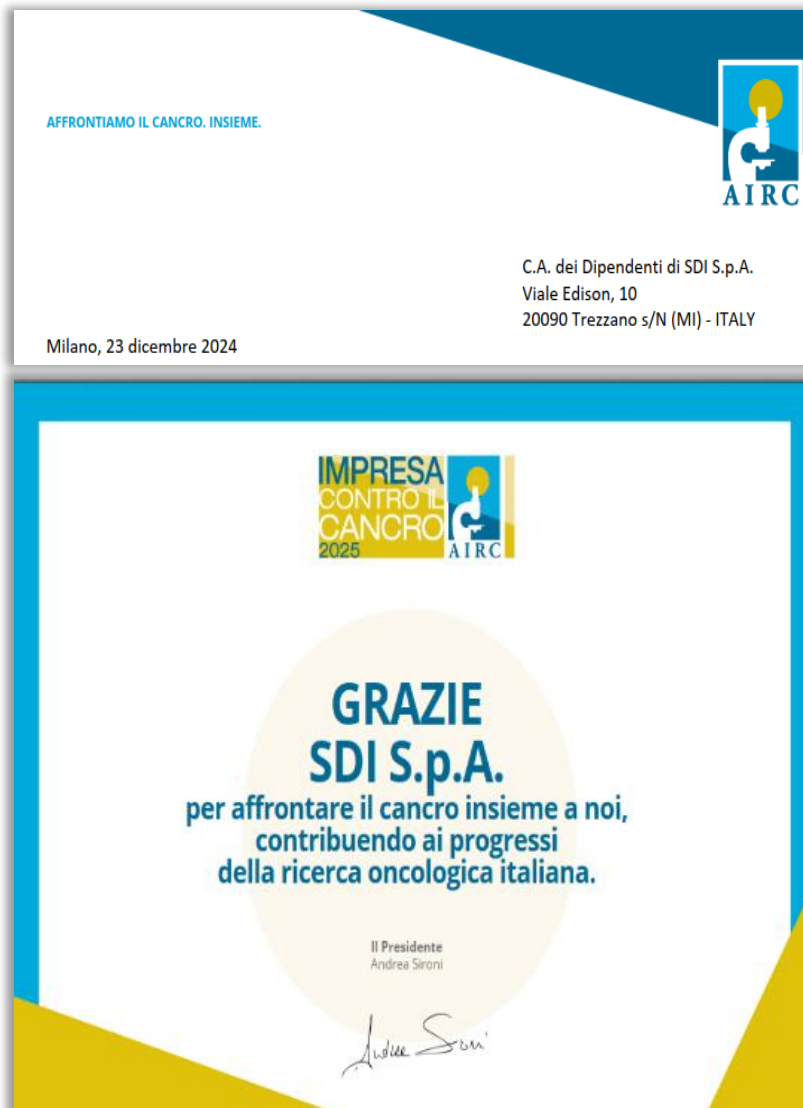 AFFRONTIAMO IL CANCRO. INSIEME.
AIRC
C.A. dei Dipendenti di SDI S.p.A.
Viale Edison, 10
20090 Trezzano s/N (MI) - ITALY
Milano, 23 dicembre 2024
IMPRESA
CONTRO IL
CANCRO
2025
AIRC
GRAZIE
SDI S.p.A.
per affrontare il cancro insieme a noi,
contribuendo ai progressi
della ricerca oncologica italiana.
Il Presidente
Andrea Sironi
Andrea Sironi